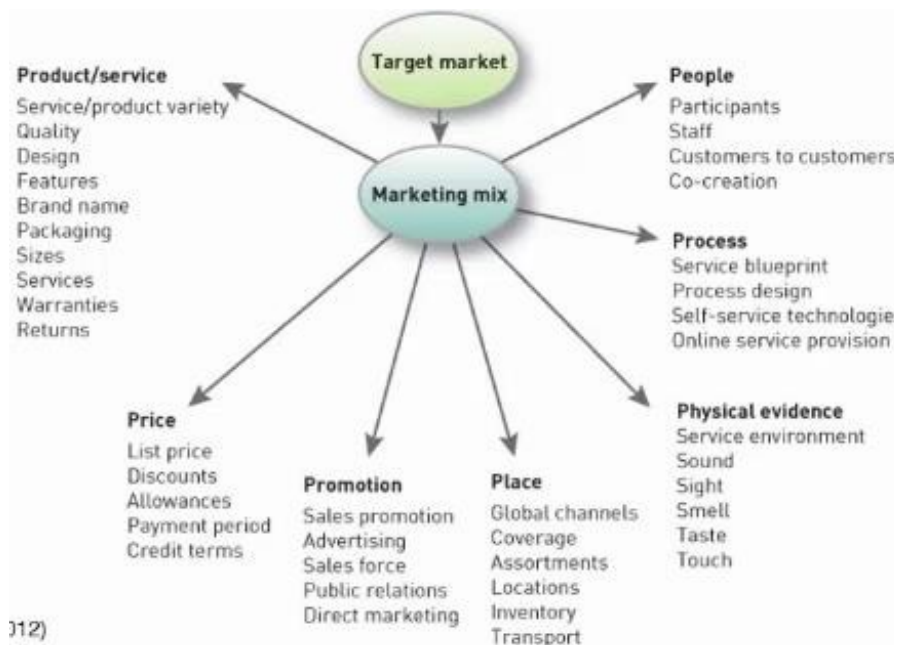 Target market
Marketing mix
Product/service
Service/product variety
Quality
Design
Features
Brand name
Packaging
Sizes
Services
Warranties
Returns
Price
List price
Discounts
Allowances
Payment period
Credit terms
Promotion
Sales promotion
Advertising
Sales force
Public relations
Direct marketing
Place
Global channels
Coverage
Assortments
Locations
Inventory
Transport
Physical evidence
Service environment
Sound
Sight
Smell
Taste
Touch
Process
Service blueprint
Process design
Self-service technologie
Online service provision
People
Participants
Staff
Customers to customers
Co-creation
012)